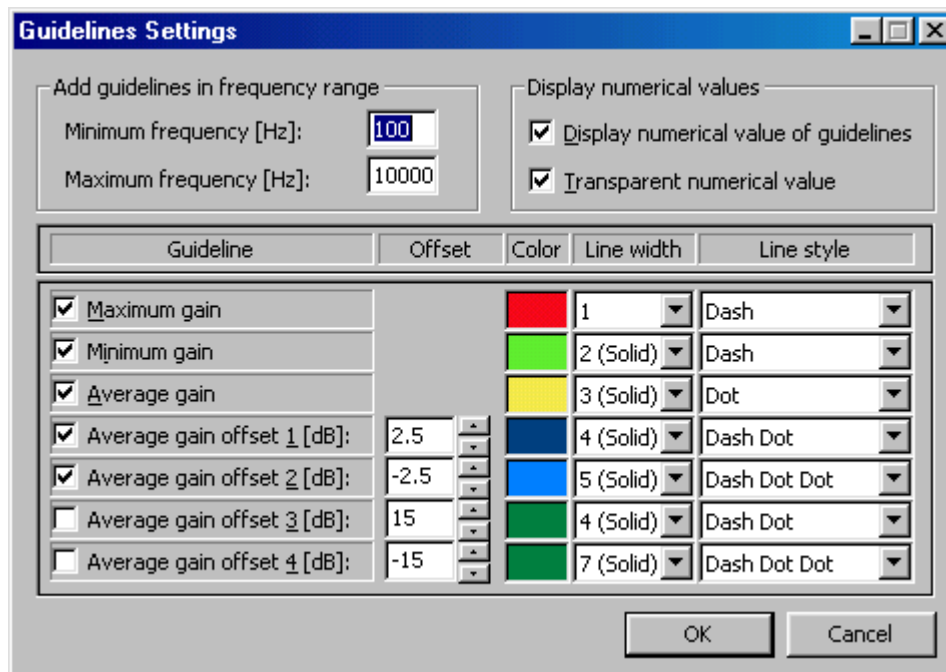 Guidelines Settings
Add guidelines in frequency range
Minimum frequency [Hz]: 100
Maximum frequency [Hz]: 10000
Display numerical values
Display numerical value of guidelines
Transparent numerical value
Guideline Offset Color Line width Line style
Maximum gain 1 Dash
Minimum gain 2 (Solid) Dash
Average gain 3 (Solid) Dot
Average gain offset 1 [dB]: 2.5 4 (Solid) Dash Dot
Average gain offset 2 [dB]: -2.5 5 (Solid) Dash Dot Dot
Average gain offset 3 [dB]: 15 4 (Solid) Dash Dot
Average gain offset 4 [dB]: -15 7 (Solid) Dash Dot Dot
OK Cancel